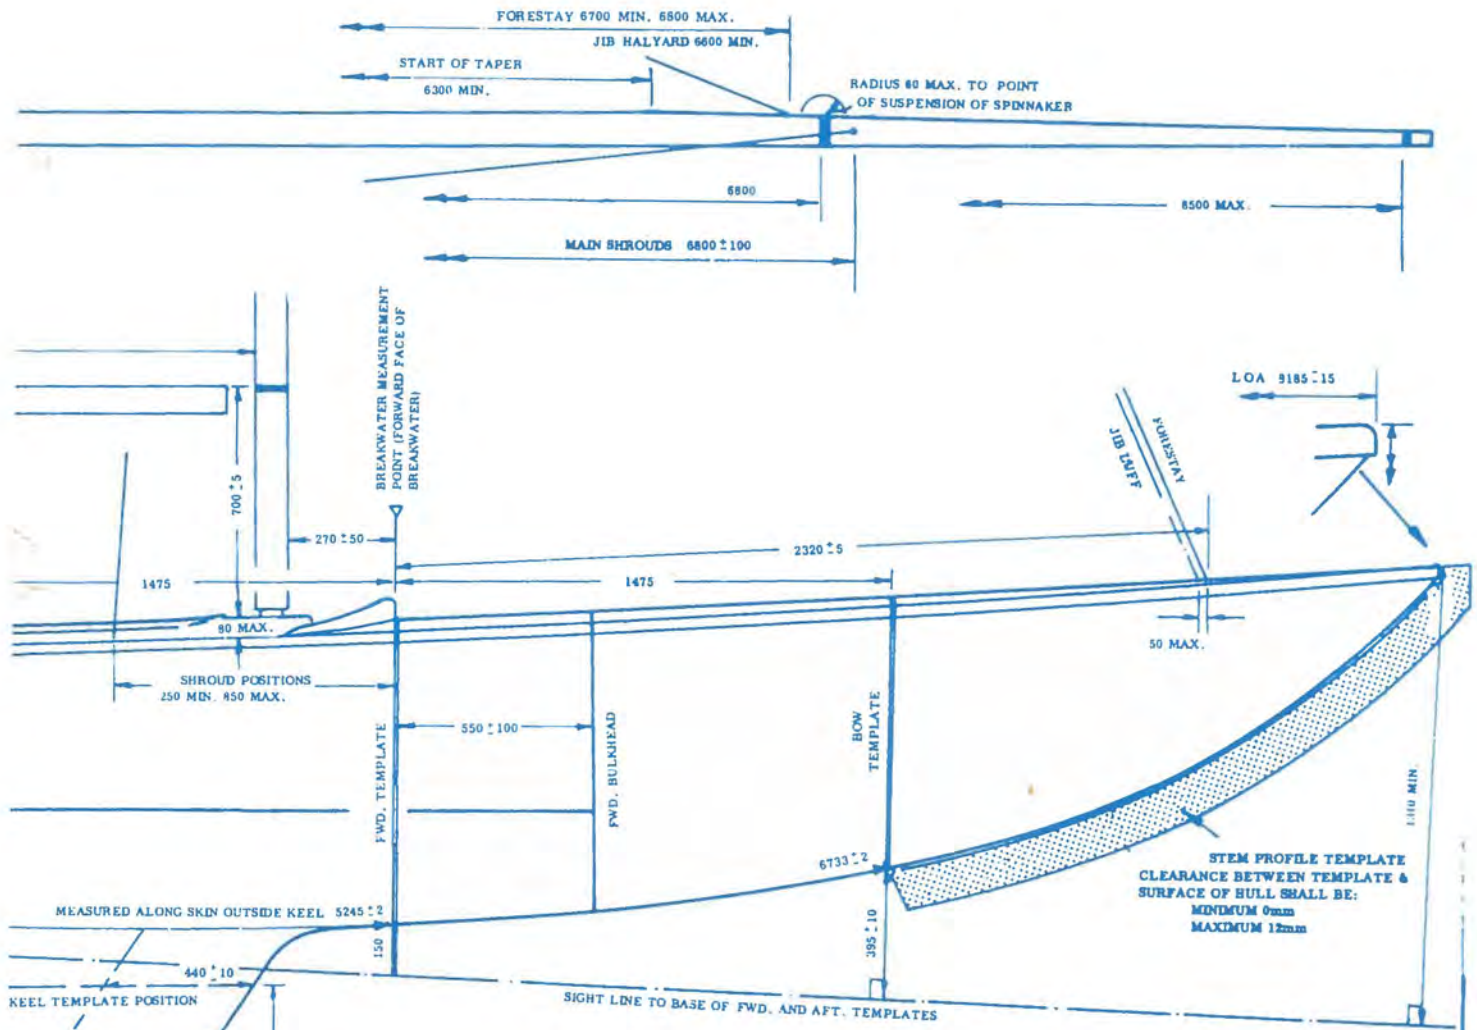 FORESTAY 6700 MIN. 6800 MAX.
JIB HALYARD 6600 MIN.
START OF TAPER
6300 MIN.
RADIUS 60 MAX. TO POINT
OF SUSPENSION OF SPINNAKER
6800
8500 MAX.
MAIN SHROUDS 6800 ± 100
BREAKWATER MEASUREMENT
POINT (FORWARD FACE OF
BREAKWATER)
LOA 9185 ± 15
JIB LUFF
FORESTAY
700 ± 5
270 ± 50
2320 ± 5
1475
1475
80 MAX.
50 MAX.
SHROUD POSITIONS
250 MIN. 850 MAX.
550 ± 100
FWD. TEMPLATE
FWD. BULKHEAD
BOW
TEMPLATE
MIN.
6733 ± 2
STEM PROFILE TEMPLATE
CLEARANCE BETWEEN TEMPLATE &
SURFACE OF HULL SHALL BE:
MINIMUM 0mm
MAXIMUM 12mm
MEASURED ALONG SKIN OUTSIDE KEEL 5245 ± 2
150
395 ± 10
440 ± 10
KEEL TEMPLATE POSITION
SIGHT LINE TO BASE OF FWD. AND AFT. TEMPLATES